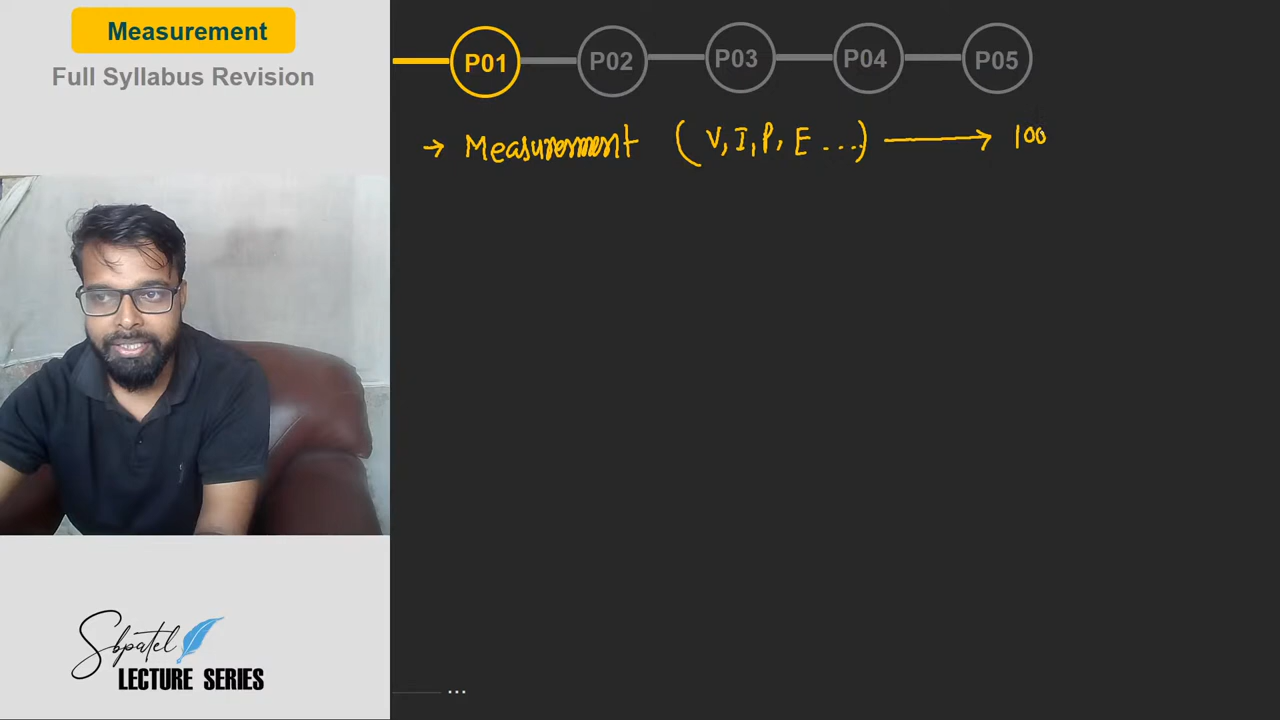 Measurement
Full Syllabus Revision
P01 P02 P03 P04 P05
→ Measurement (V, I, P, E ...) → 100
Sbpatel
LECTURE SERIES
...